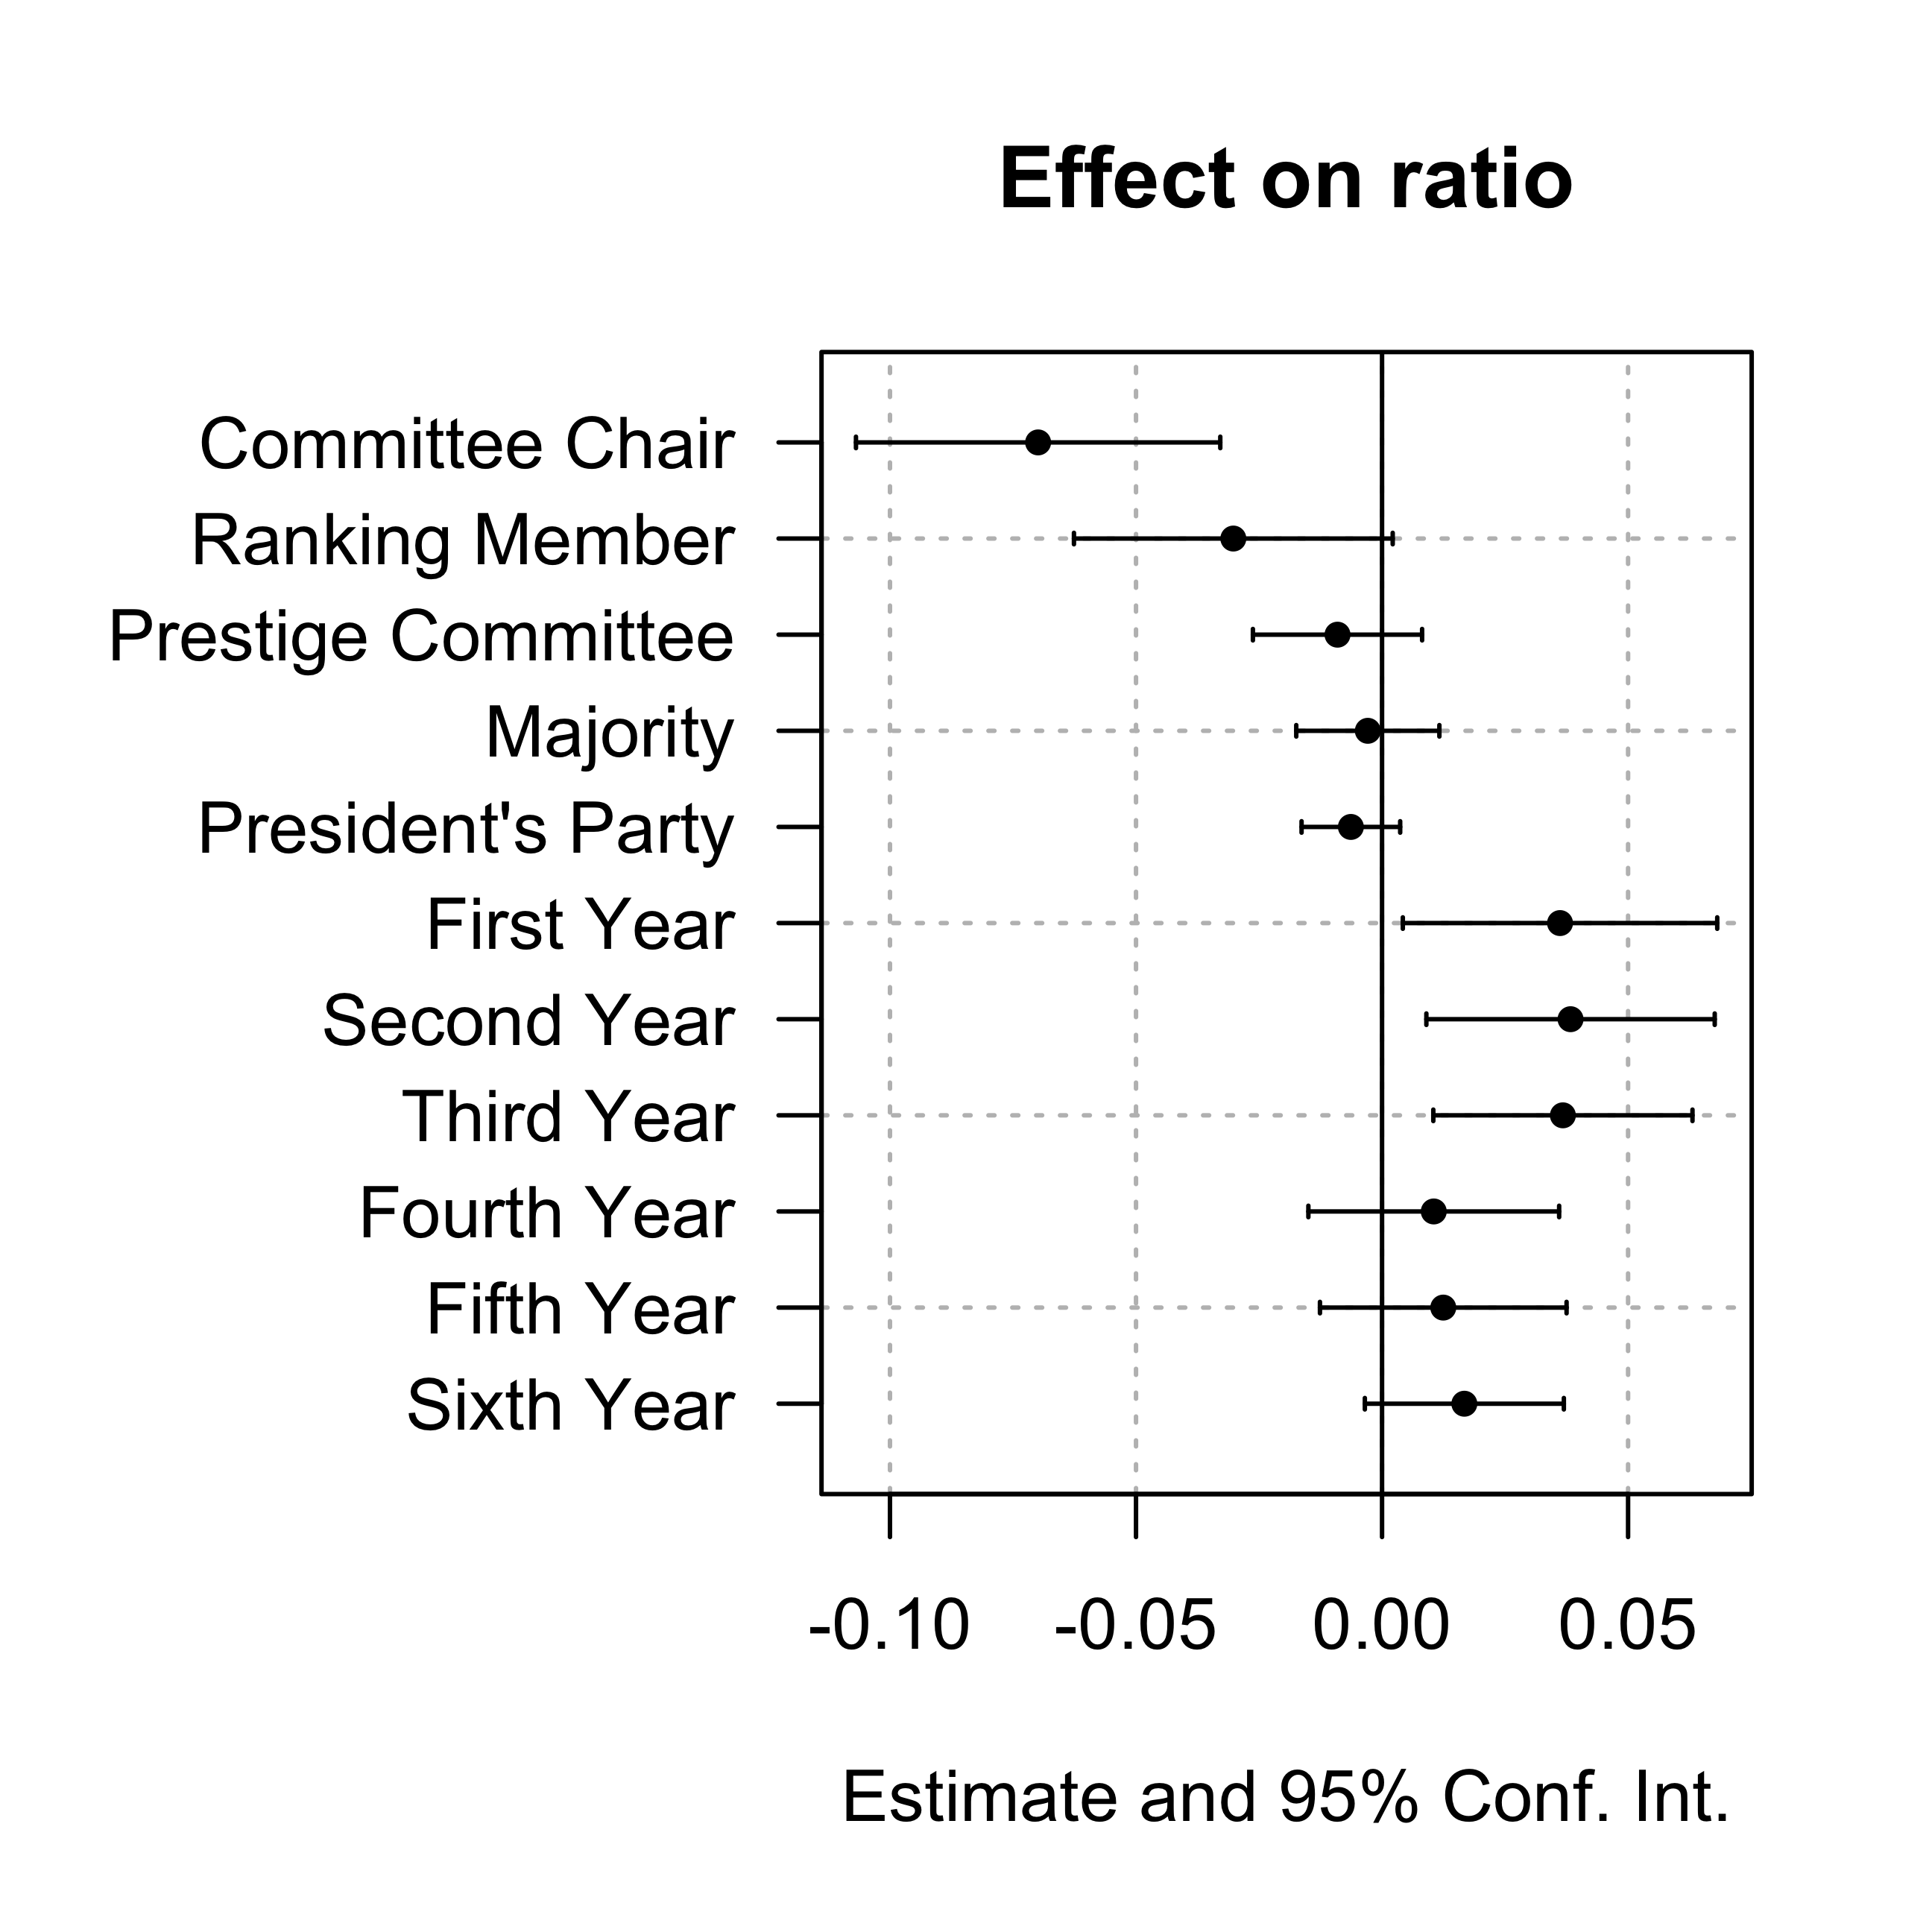 Effect on ratio
Committee Chair
Ranking Member
Prestige Committee
Majority
President's Party
First Year
Second Year
Third Year
Fourth Year
Fifth Year
Sixth Year
-0.10 -0.05 0.00 0.05
Estimate and 95% Conf. Int.